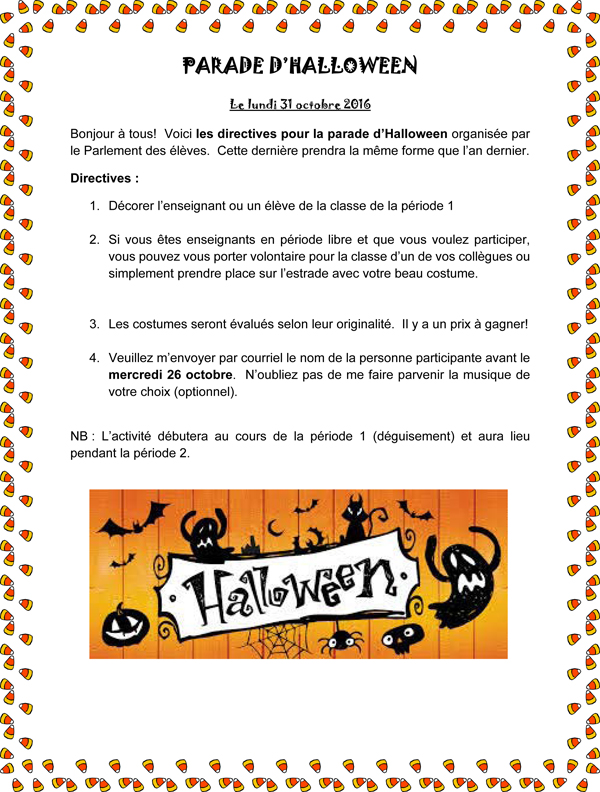 PARADE D'HALLOWEEN
Le lundi 31 octobre 2016
Bonjour à tous!  Voici les directives pour la parade d’Halloween organisée par
le Parlement des élèves.  Cette dernière prendra la même forme que l’an dernier.
Directives :
1. Décorer l’enseignant ou un élève de la classe de la période 1
2. Si vous êtes enseignants en période libre et que vous voulez participer,
vous pouvez vous porter volontaire pour la classe d’un de vos collègues ou
simplement prendre place sur l’estrade avec votre beau costume.
3. Les costumes seront évalués selon leur originalité.  Il y a un prix à gagner!
4. Veuillez m’envoyer par courriel le nom de la personne participante avant le
mercredi 26 octobre.  N’oubliez pas de me faire parvenir la musique de
votre choix (optionnel).
NB : L’activité débutera au cours de la période 1 (déguisement) et aura lieu
pendant la période 2.
Halloween